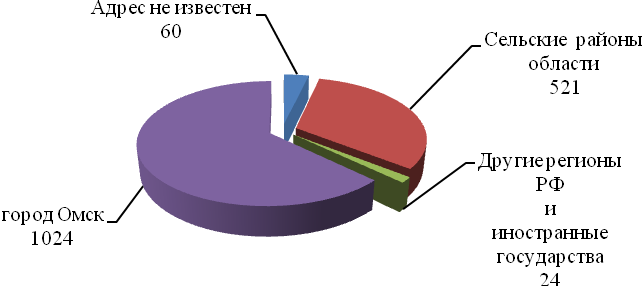 Адрес не известен
60
Сельские районы
области
521
Другие регионы
РФ
и
иностранные
государства
24
город Омск
1024